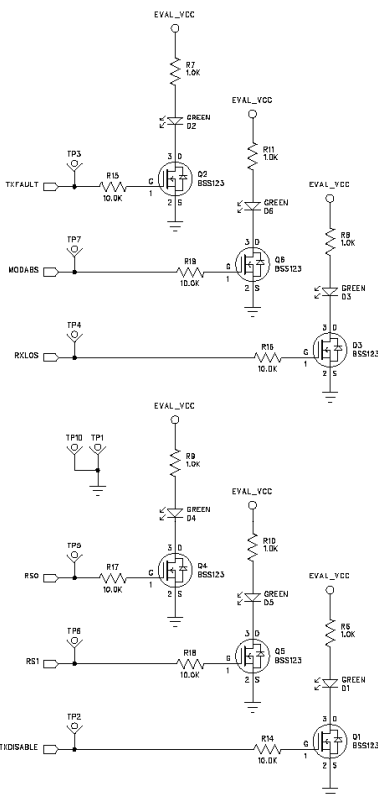 EVAL_VCC
R7
1.0K
GREEN
D2
TP3
TXFAULT
R15
10.0K
G
1
3 D
2 S
Q2
BSS123
EVAL_VCC
R11
1.0K
GREEN
D6
TP7
MODABS
R19
10.0K
G
1
3 D
2 S
Q6
BSS123
EVAL_VCC
R8
1.0K
GREEN
D3
TP4
RXLOS
R16
10.0K
G
1
3 D
2 S
Q3
BSS123
TP10 TP1
EVAL_VCC
R9
1.0K
GREEN
D4
TP5
RS0
R17
10.0K
G
1
3 D
2 S
Q4
BSS123
EVAL_VCC
R10
1.0K
GREEN
D5
TP6
RS1
R18
10.0K
G
1
3 D
2 S
Q5
BSS123
EVAL_VCC
R6
1.0K
GREEN
D1
TP2
TXDISABLE
R14
10.0K
G
1
3 D
2 S
Q1
BSS123